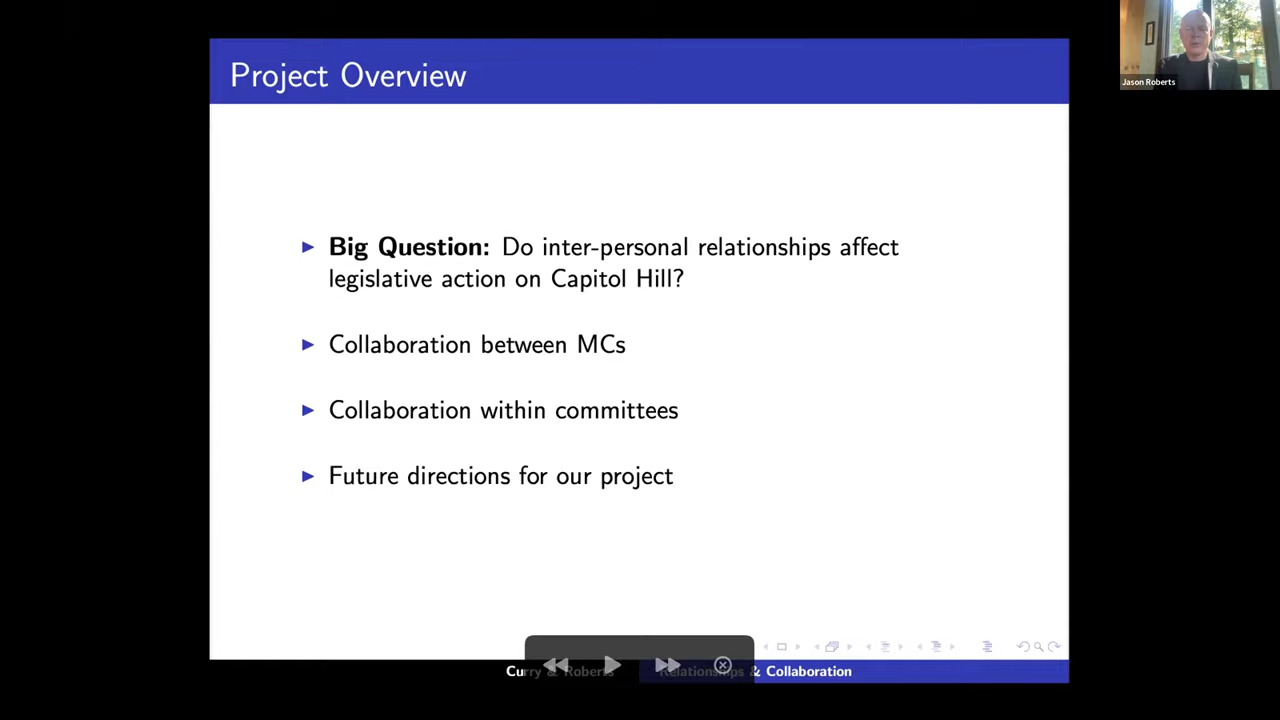 Project Overview
Jason Roberts
Big Question: Do inter-personal relationships affect
legislative action on Capitol Hill?
Collaboration between MCs
Collaboration within committees
Future directions for our project
Curry & Roberts
Relationships & Collaboration